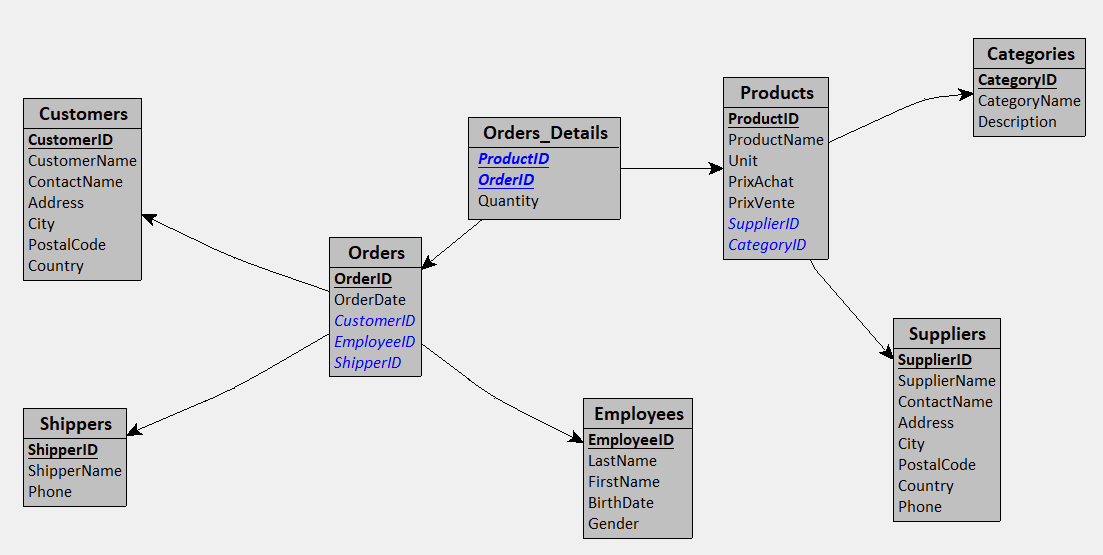 Customers
CustomerID
CustomerName
ContactName
Address
City
PostalCode
Country
Orders_Details
ProductID
OrderID
Quantity
Products
ProductID
ProductName
Unit
PrixAchat
PrixVente
SupplierID
CategoryID
Categories
CategoryID
CategoryName
Description
Orders
OrderID
OrderDate
CustomerID
EmployeeID
ShipperID
Shippers
ShipperID
ShipperName
Phone
Employees
EmployeeID
LastName
FirstName
BirthDate
Gender
Suppliers
SupplierID
SupplierName
ContactName
Address
City
PostalCode
Country
Phone